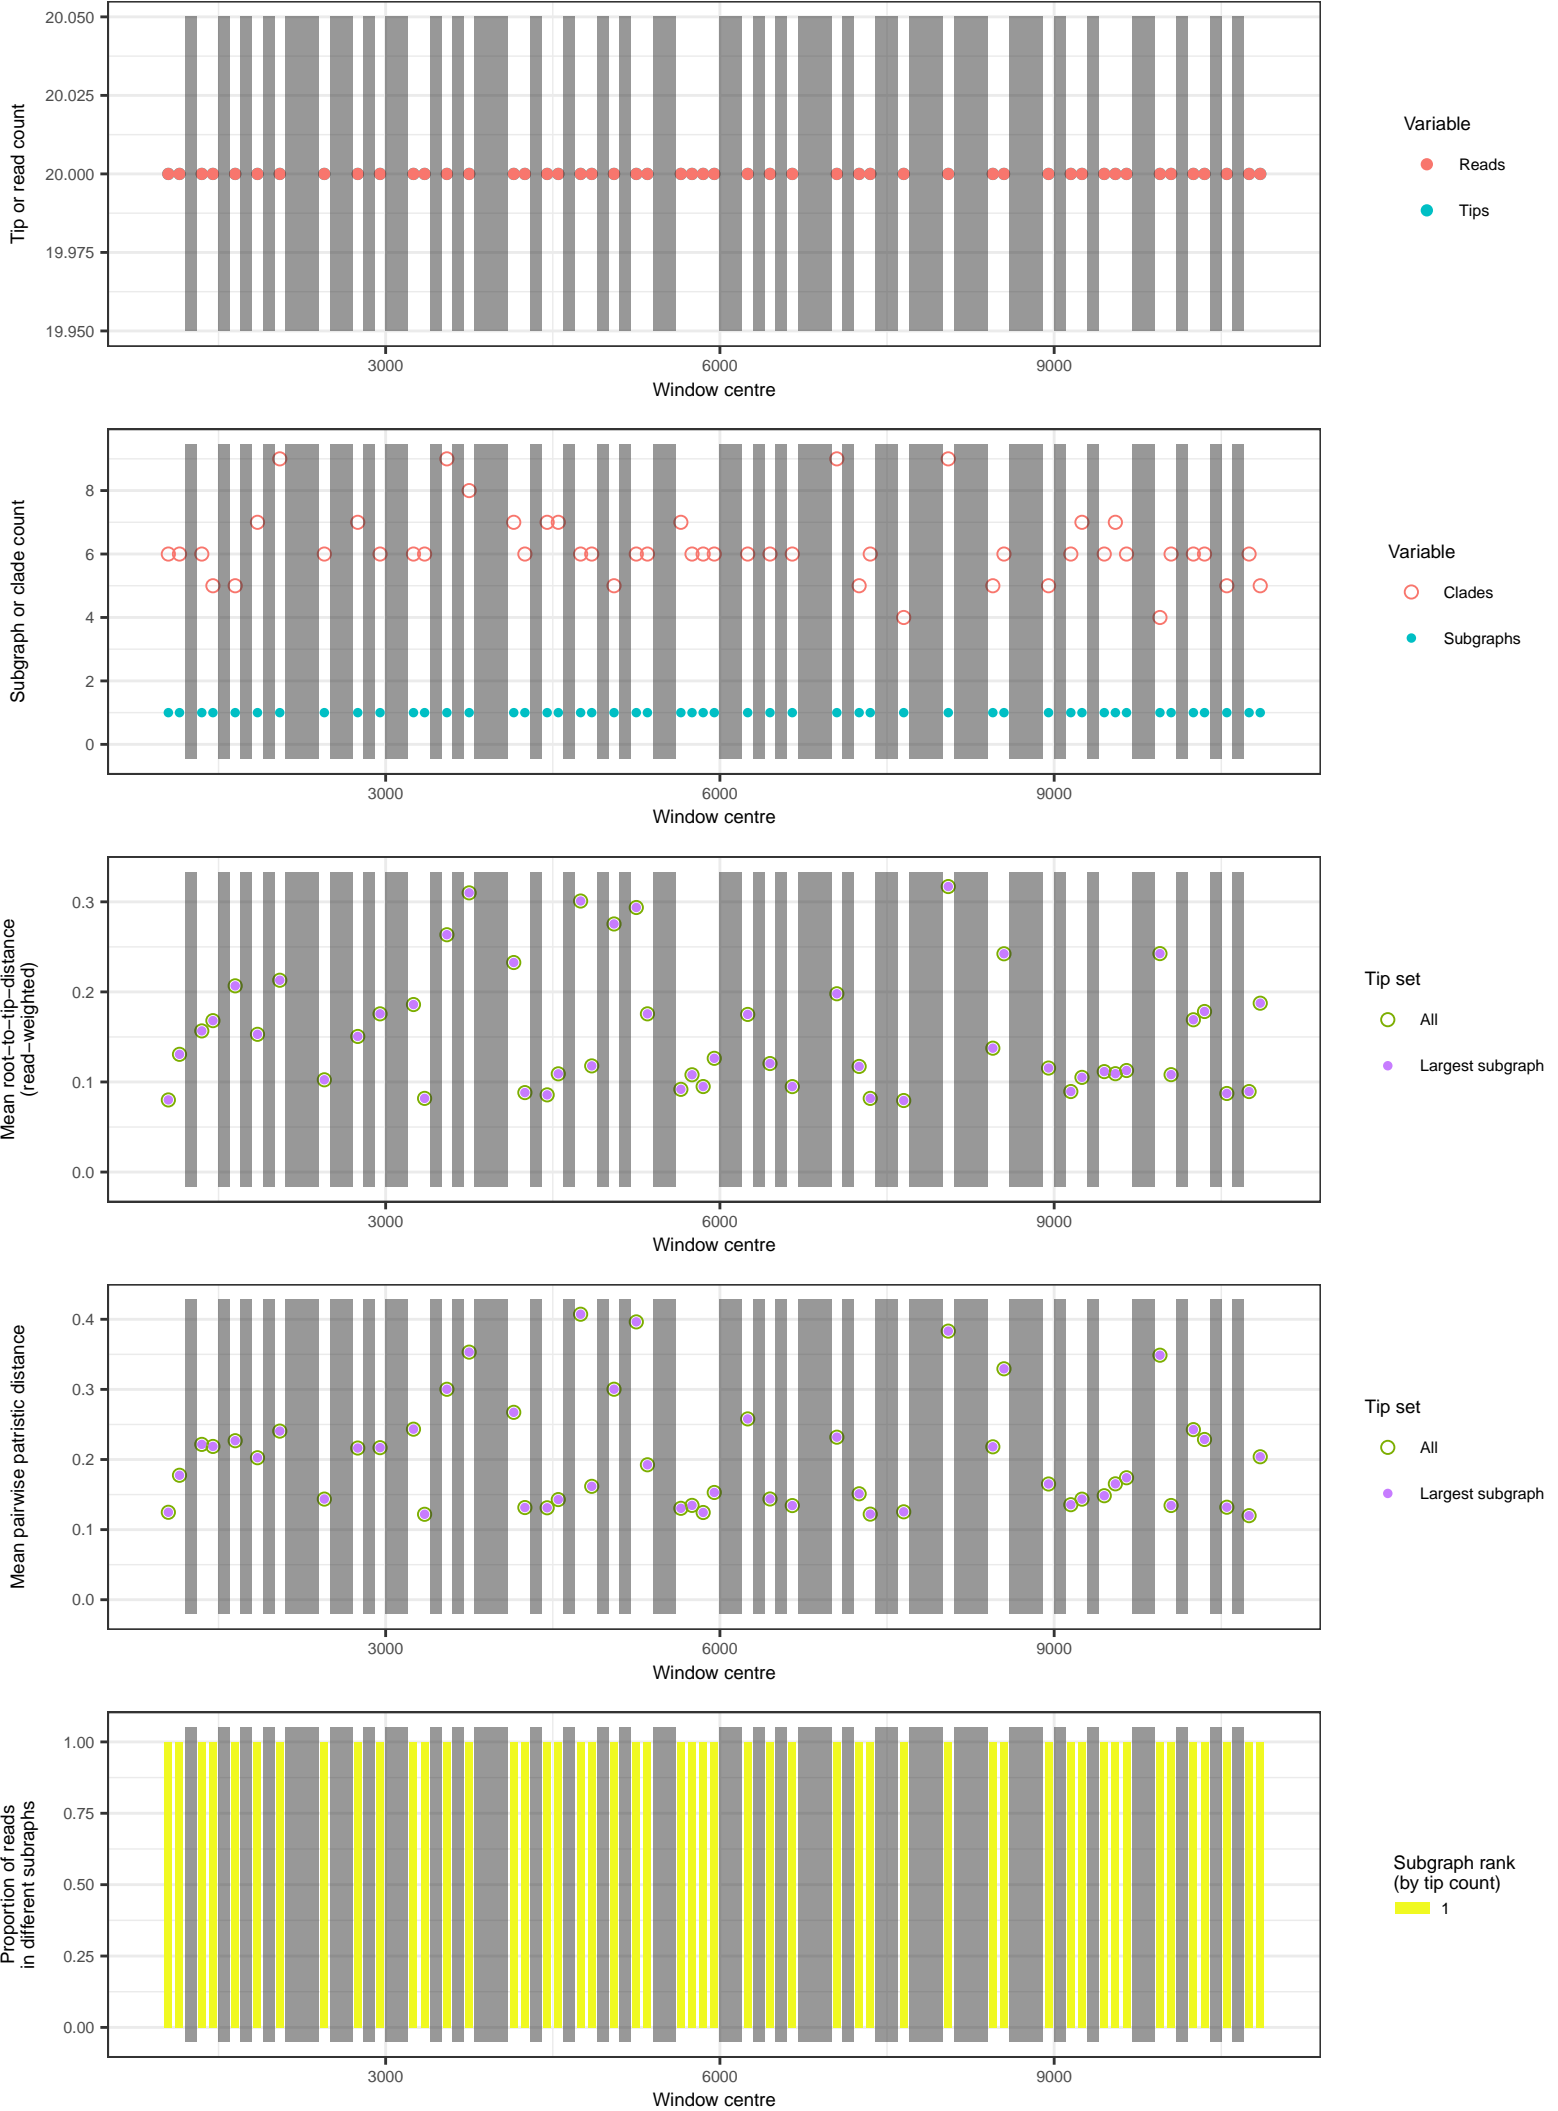 20.050
20.025
20.000
19.975
19.950
Tip or read count
3000 6000 9000
Window centre
Variable
Reads
Tips
8
6
4
2
0
Subgraph or clade count
3000 6000 9000
Window centre
Variable
Clades
Subgraphs
0.3
0.2
0.1
0.0
Mean root−to−tip−distance
(read−weighted)
3000 6000 9000
Window centre
Tip set
All
Largest subgraph
0.4
0.3
0.2
0.1
0.0
Mean pairwise patristic distance
3000 6000 9000
Window centre
Tip set
All
Largest subgraph
1.00
0.75
0.50
0.25
0.00
Proportion of reads
in different subraphs
3000 6000 9000
Window centre
Subgraph rank
(by tip count)
1